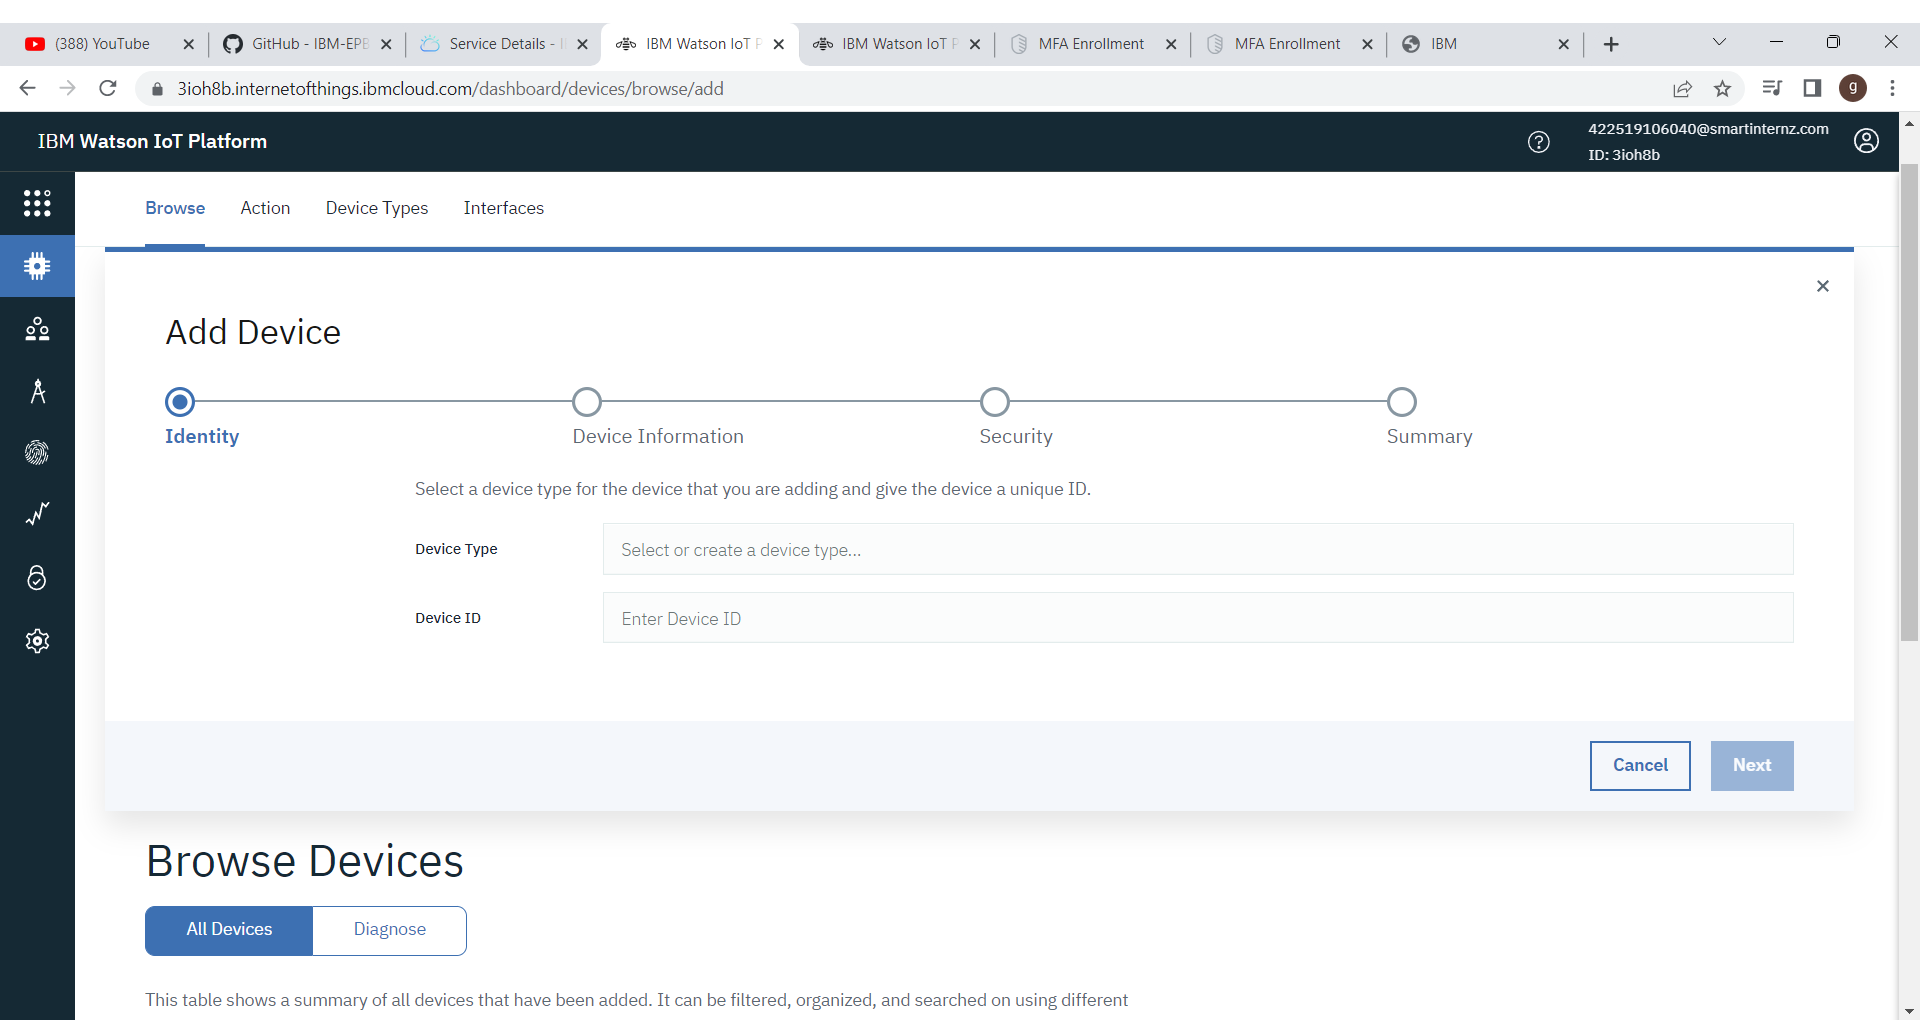 (388) YouTube
GitHub - IBM-EPB
Service Details - I
IBM Watson IoT P
IBM Watson IoT P
MFA Enrollment
MFA Enrollment
IBM
3ioh8b.internetofthings.ibmcloud.com/dashboard/devices/browse/add
g
IBM Watson IoT Platform
422519106040@smartinternz.com
ID: 3ioh8b
Browse
Action
Device Types
Interfaces
Add Device
Identity
Device Information
Security
Summary
Select a device type for the device that you are adding and give the device a unique ID.
Device Type
Select or create a device type...
Device ID
Enter Device ID
Cancel
Next
Browse Devices
All Devices
Diagnose
This table shows a summary of all devices that have been added. It can be filtered, organized, and searched on using different